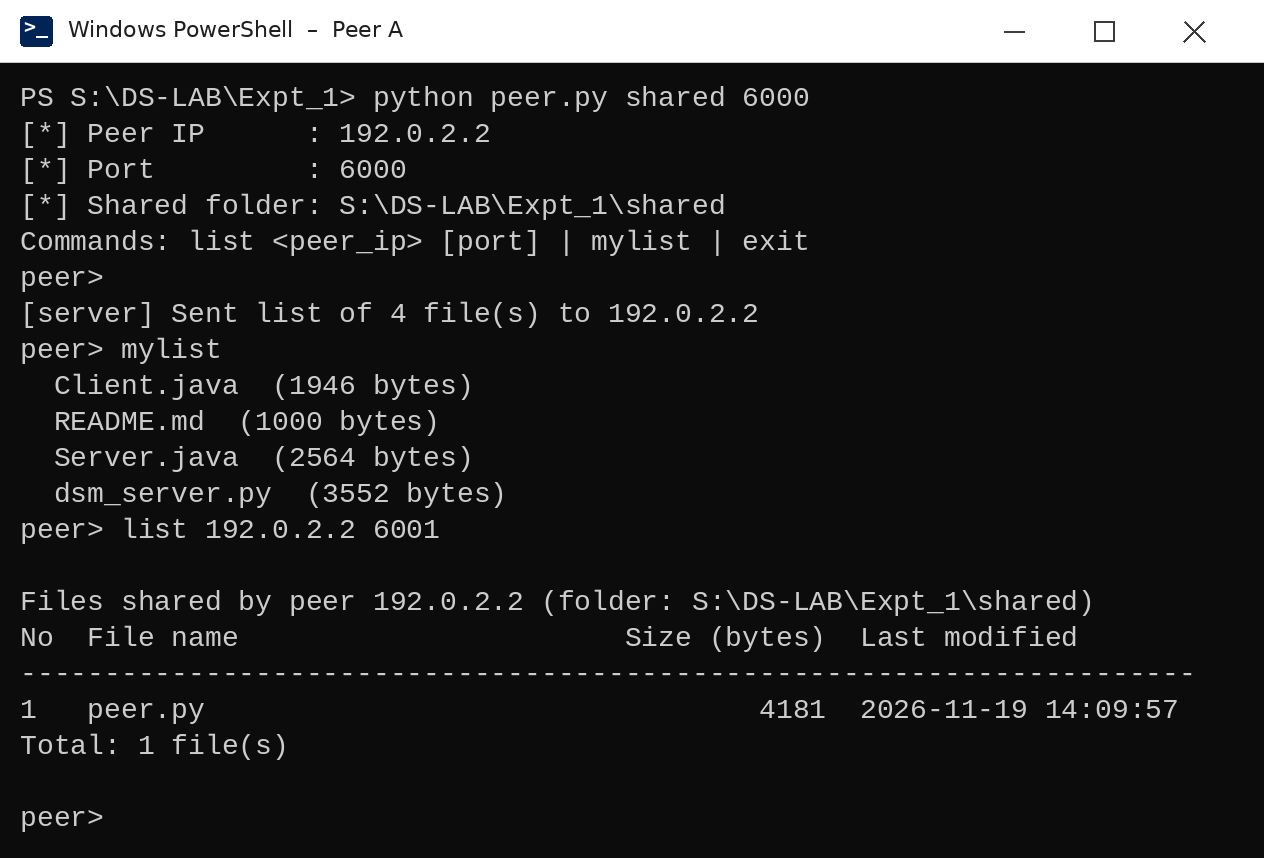 >_ Windows PowerShell – Peer A
PS S:\DS-LAB\Expt_1> python peer.py shared 6000
[*] Peer IP      : 192.0.2.2
[*] Port         : 6000
[*] Shared folder: S:\DS-LAB\Expt_1\shared
Commands: list <peer_ip> [port] | mylist | exit
peer>
[server] Sent list of 4 file(s) to 192.0.2.2
peer> mylist
  Client.java  (1946 bytes)
  README.md  (1000 bytes)
  Server.java  (2564 bytes)
  dsm_server.py  (3552 bytes)
peer> list 192.0.2.2 6001

Files shared by peer 192.0.2.2 (folder: S:\DS-LAB\Expt_1\shared)
No  File name                       Size (bytes)  Last modified
----------------------------------------------------------------------
1   peer.py                                 4181  2026-11-19 14:09:57
Total: 1 file(s)

peer>